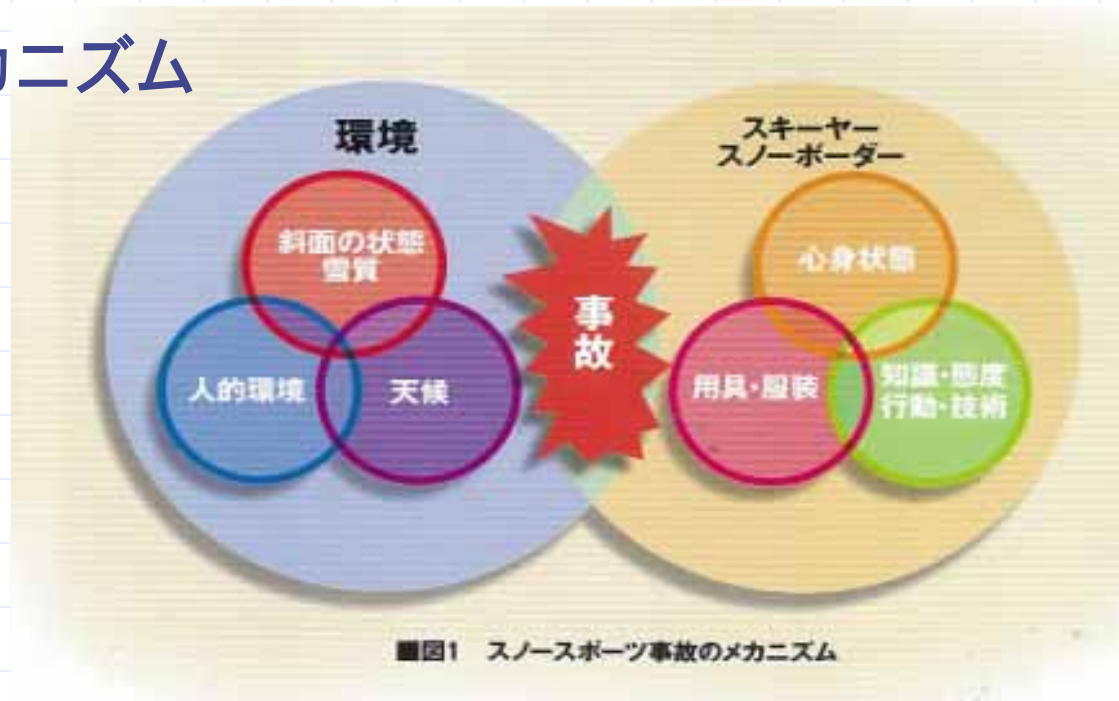 カニズム
環境
斜面の状態
雪質
人的環境
天候
事故
スキーヤー
スノーボーダー
心身状態
用具・服装
知識・態度
行動・技術
■図1 スノースポーツ事故のメカニズム